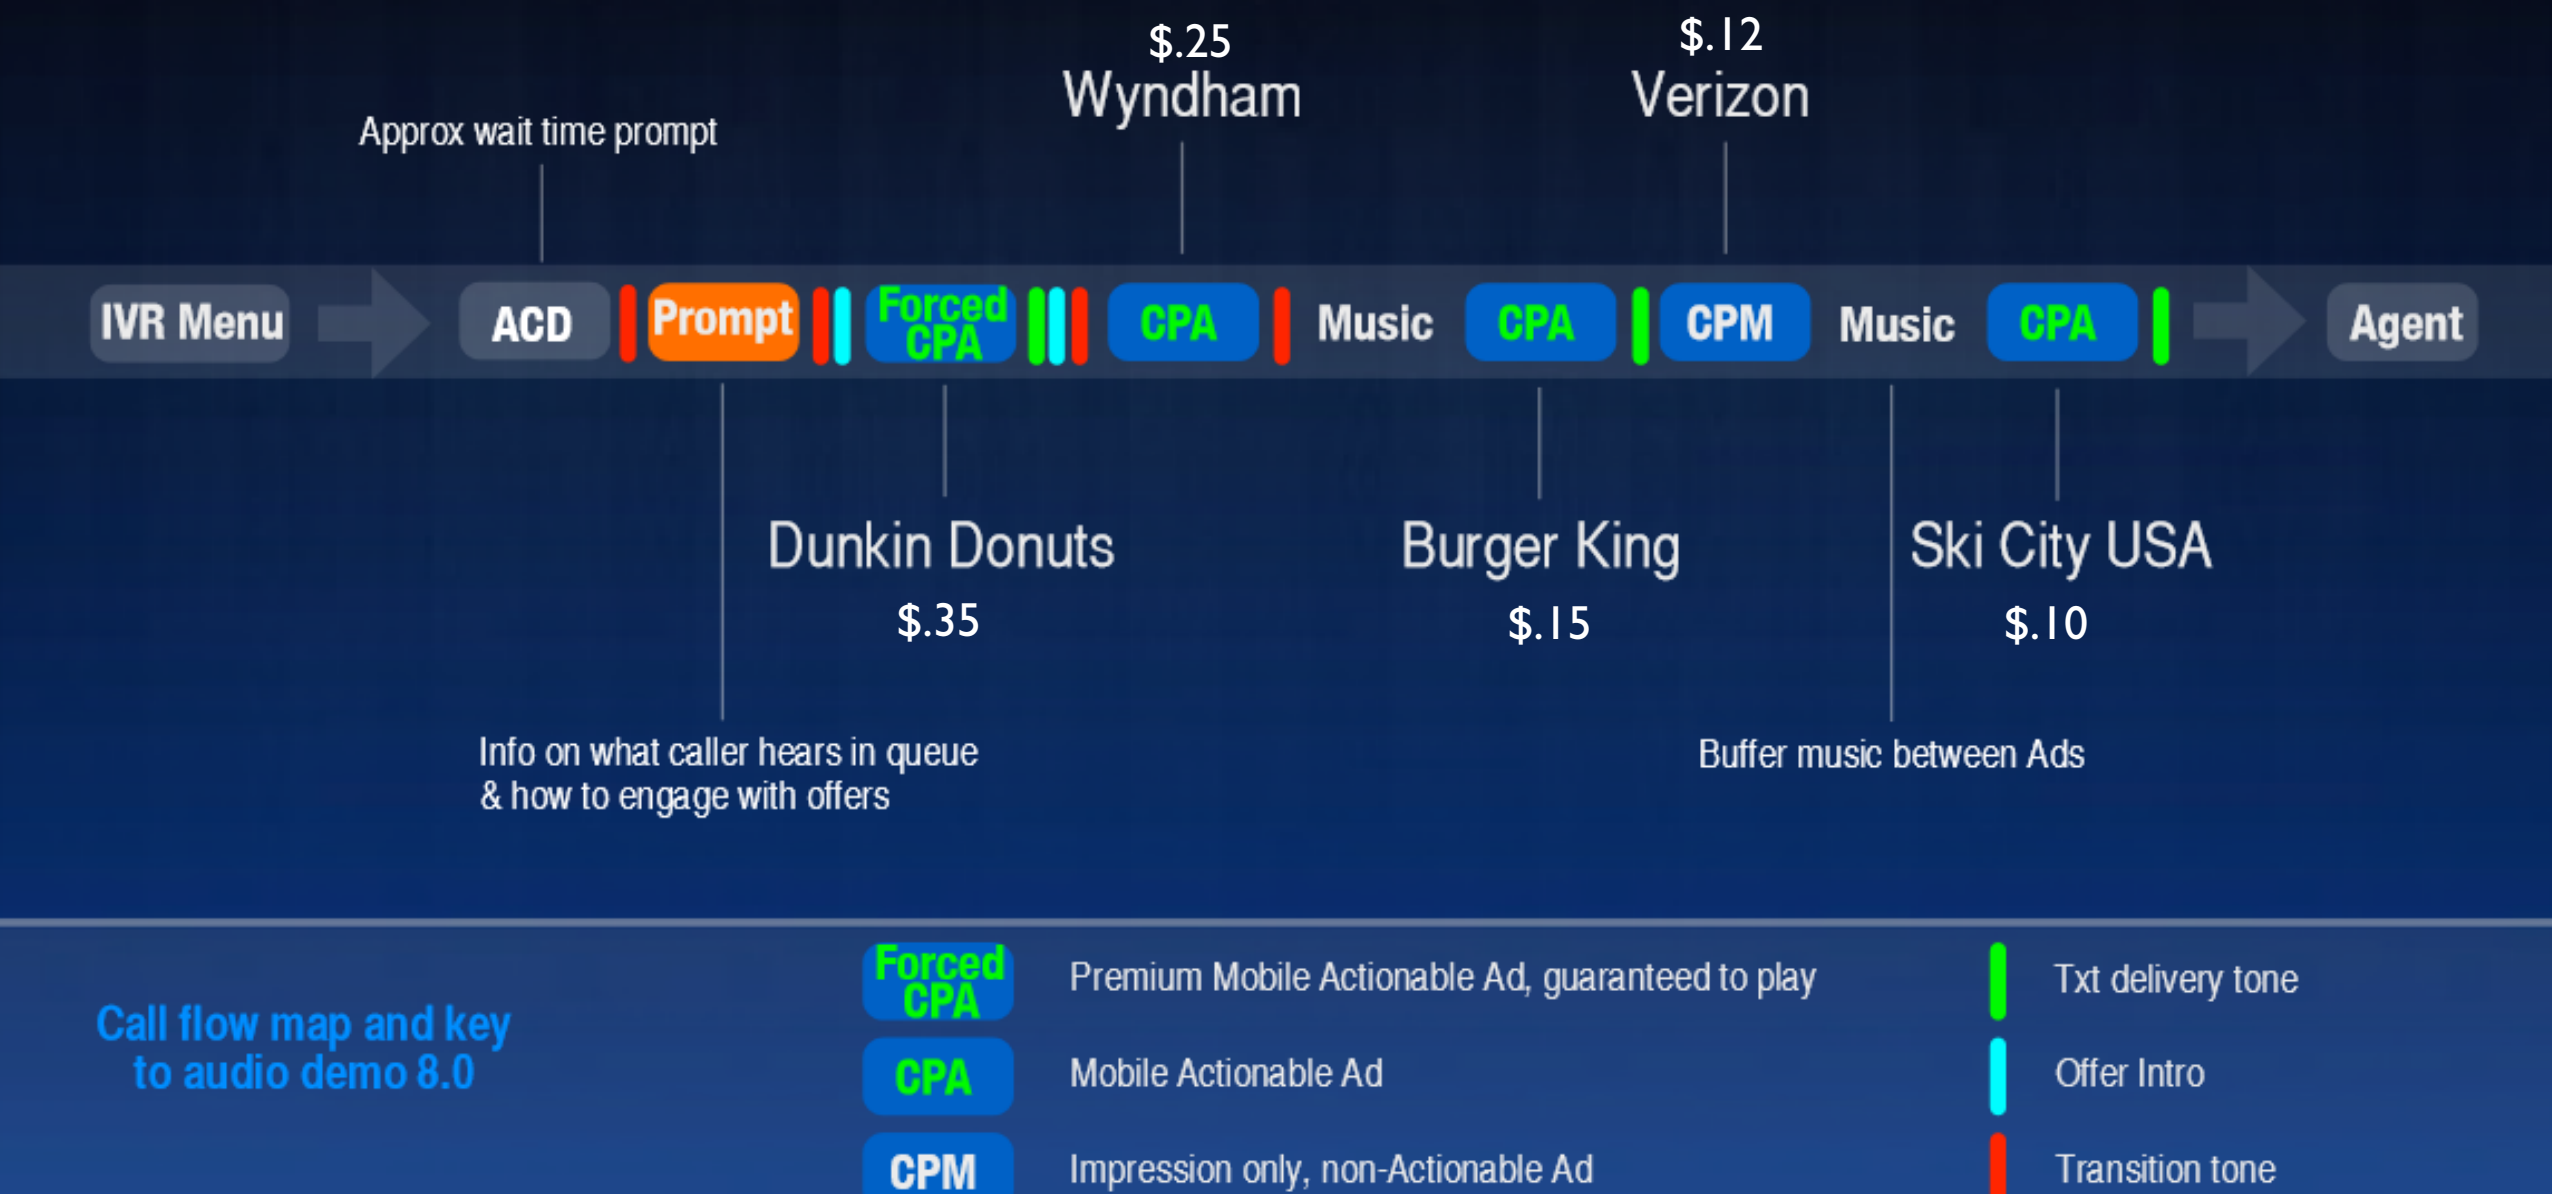 $.25
$.12
Wyndham
Verizon
Approx wait time prompt
IVR Menu
ACD
Prompt
Forced
CPA
CPA
Music
CPA
CPM
Music
CPA
Agent
Dunkin Donuts
Burger King
Ski City USA
$.35
$.15
$.10
Info on what caller hears in queue
& how to engage with offers
Buffer music between Ads
Call flow map and key
to audio demo 8.0
Forced
CPA
Premium Mobile Actionable Ad, guaranteed to play
CPA
Mobile Actionable Ad
CPM
Impression only, non-Actionable Ad
Txt delivery tone
Offer Intro
Transition tone